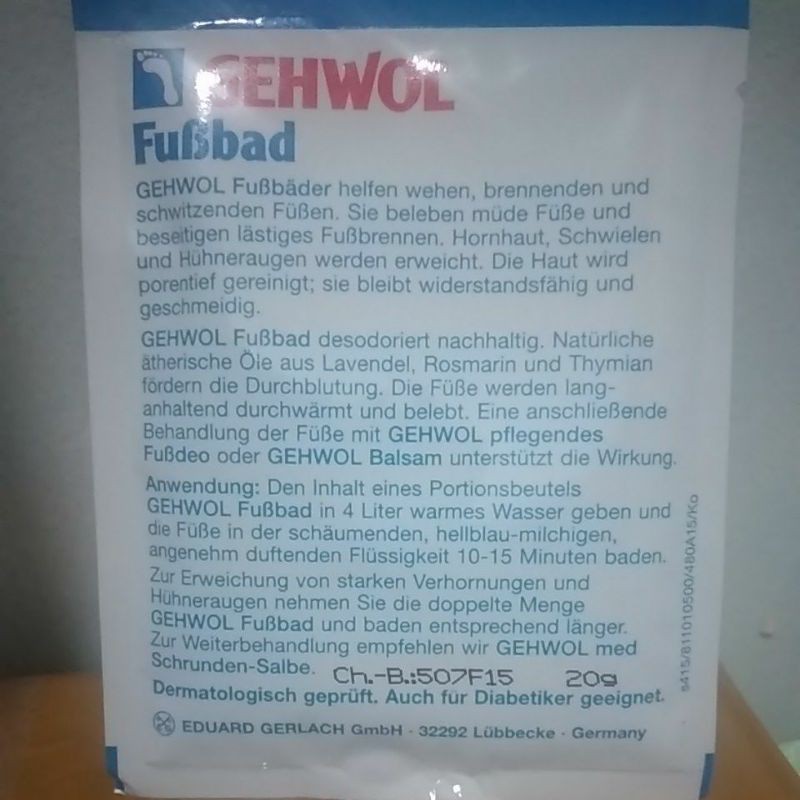 GEHWOL
Fußbad
GEHWOL Fußbäder helfen wehen, brennenden und
schwitzenden Füßen. Sie beleben müde Füße und
beseitigen lästiges Fußbrennen. Hornhaut, Schwielen
und Hühneraugen werden erweicht. Die Haut wird
porentief gereinigt; sie bleibt widerstandsfähig und
geschmeidig.
GEHWOL Fußbad desodoriert nachhaltig. Natürliche
ätherische Öle aus Lavendel, Rosmarin und Thymian
fördern die Durchblutung. Die Füße werden lang-
anhaltend durchwärmt und belebt. Eine anschließende
Behandlung der Füße mit GEHWOL pflegendes
Fußdeo oder GEHWOL Balsam unterstützt die Wirkung.
Anwendung: Den Inhalt eines Portionsbeutels
GEHWOL Fußbad in 4 Liter warmes Wasser geben und
die Füße in der schäumenden, hellblau-milchigen,
angenehm duftenden Flüssigkeit 10-15 Minuten baden.
Zur Erweichung von starken Verhornungen und
Hühneraugen nehmen Sie die doppelte Menge
GEHWOL Fußbad und baden entsprechend länger.
Zur Weiterbehandlung empfehlen wir GEHWOL med
Schrunden-Salbe. Ch.-B.:507F15 20g
Dermatologisch geprüft. Auch für Diabetiker geeignet.
EDUARD GERLACH GmbH · 32292 Lübbecke · Germany
s415/811010500/480A15/Ko